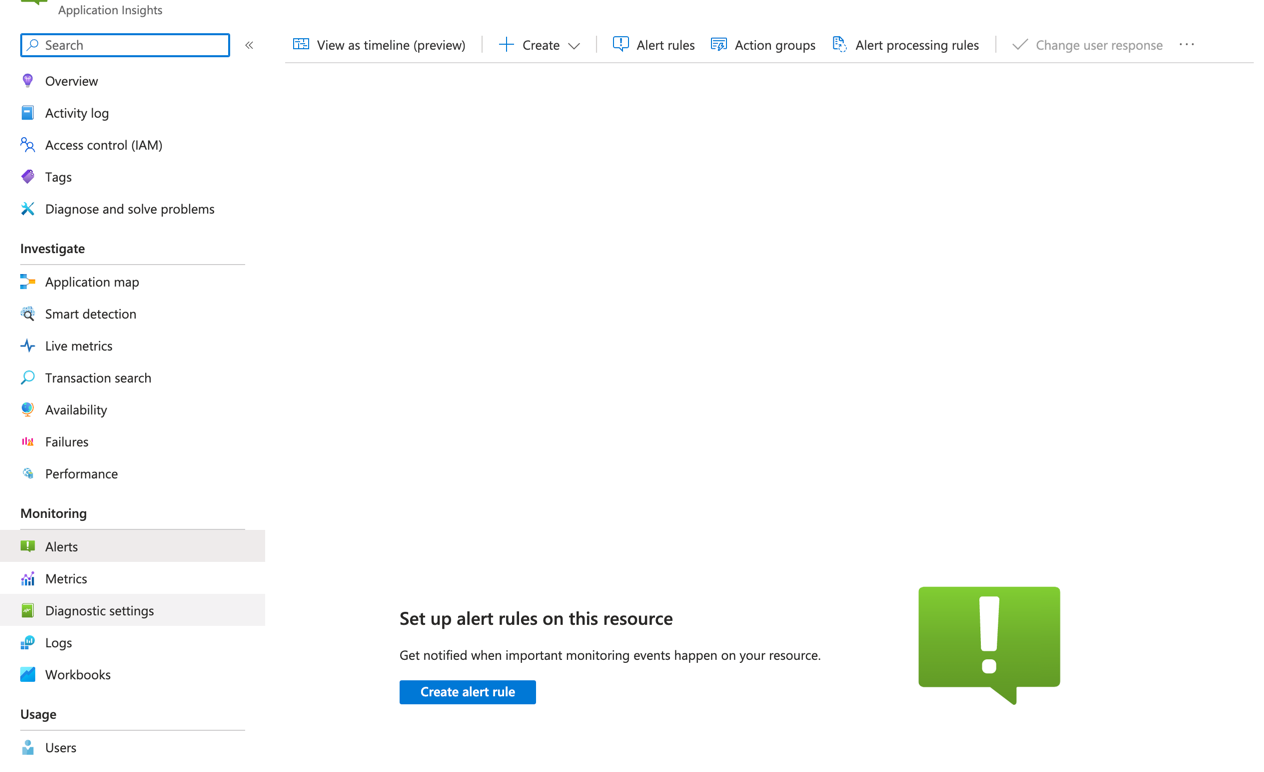 Application Insights
Search
«
View as timeline (preview)
Create
Alert rules
Action groups
Alert processing rules
Change user response
...
Overview
Activity log
Access control (IAM)
Tags
Diagnose and solve problems
Investigate
Application map
Smart detection
Live metrics
Transaction search
Availability
Failures
Performance
Monitoring
Alerts
Metrics
Diagnostic settings
Logs
Workbooks
Usage
Users
Set up alert rules on this resource
Get notified when important monitoring events happen on your resource.
Create alert rule